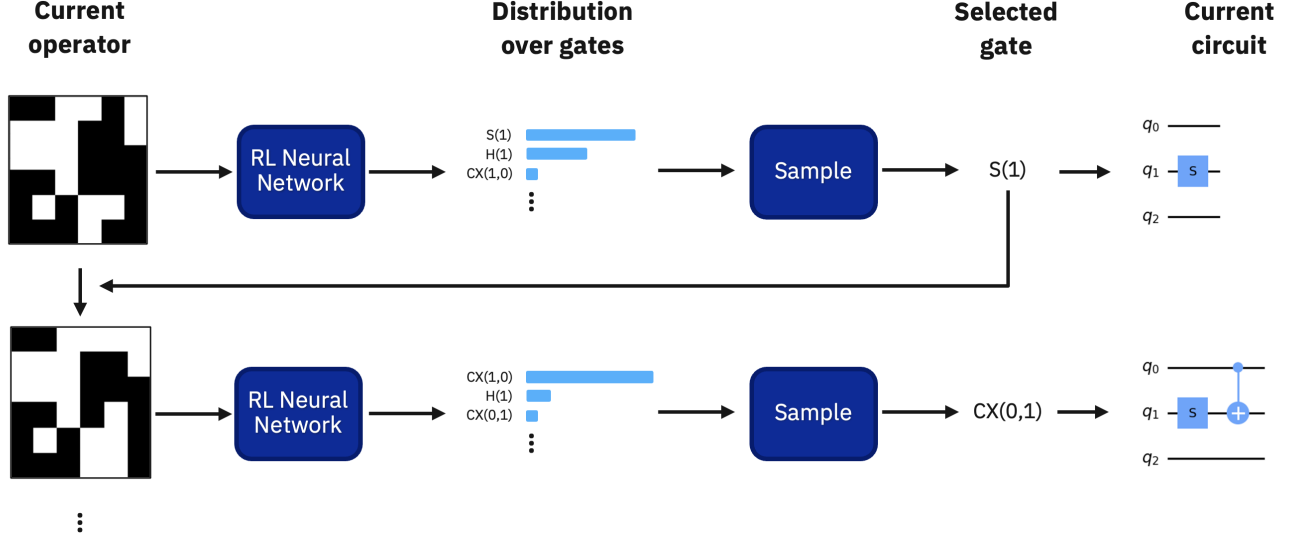 Current
operator
Distribution
over gates
Selected
gate
Current
circuit
RL Neural
Network
S(1)
H(1)
CX(1,0)
Sample
S(1)
q0
q1
S
q2
RL Neural
Network
CX(1,0)
H(1)
CX(0,1)
Sample
CX(0,1)
q0
q1
S
q2